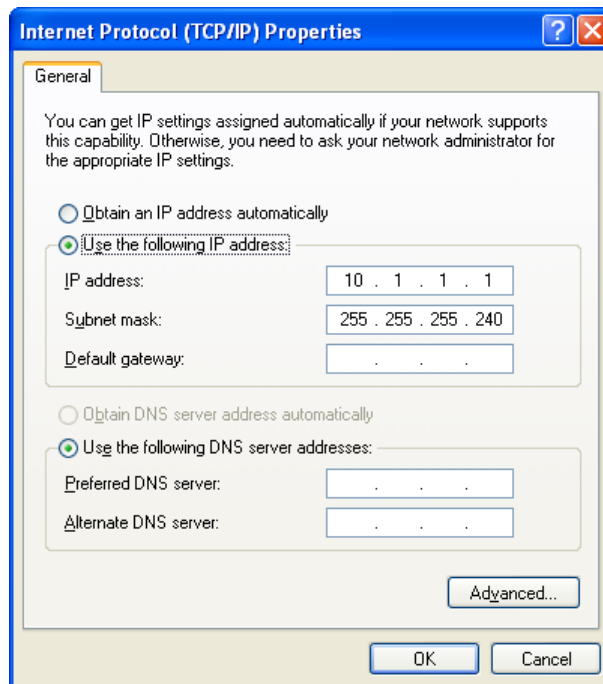 Internet Protocol (TCP/IP) Properties
General
You can get IP settings assigned automatically if your network supports
this capability. Otherwise, you need to ask your network administrator for
the appropriate IP settings.
Obtain an IP address automatically
Use the following IP address:
IP address: 10 . 1 . 1 . 1
Subnet mask: 255 . 255 . 255 . 240
Default gateway: . . .
Obtain DNS server address automatically
Use the following DNS server addresses:
Preferred DNS server: . . .
Alternate DNS server: . . .
Advanced...
OK Cancel